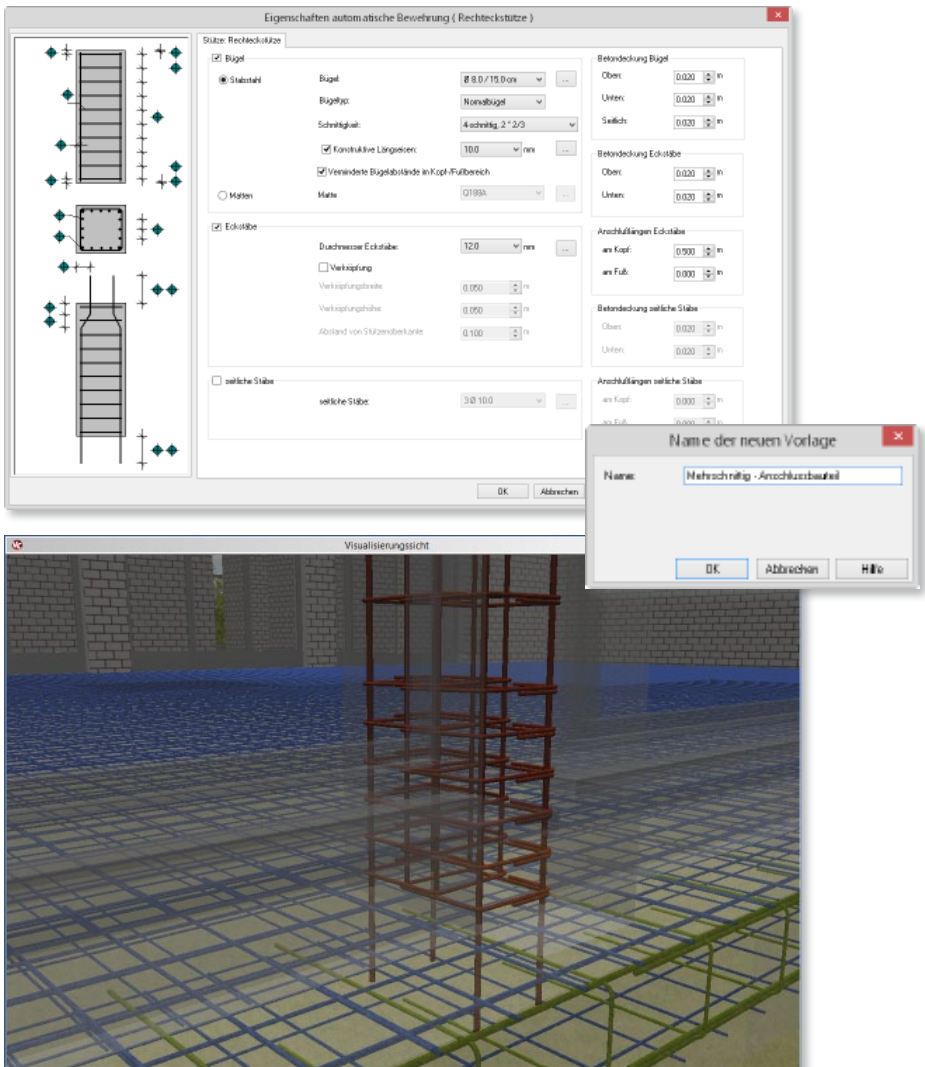 Eigenschaften automatische Bewehrung ( Rechteckstütze )
Stütze: Rechteckstütze
Bügel
Stabstahl
Bügel:
Ø 8.0 / 15.0 cm
...
Bügeltyp:
Normalbügel
Schnittigkeit:
4-schnittig, 2 * 2/3
Konstruktive Längseisen:
10.0
mm
...
Verminderte Bügelabstände im Kopf-/Fußbereich
Matten
Matte
Q188A
...
Eckstäbe
Durchmesser Eckstäbe:
12.0
mm
...
Verkröpfung
Verkröpfungsbreite:
0.050
m
Verkröpfungshöhe:
0.050
m
Abstand von Stützenoberkante:
0.100
m
seitliche Stäbe
seitliche Stäbe:
3 Ø 10.0
...
Betondeckung Bügel
Oben:
0.020
m
Unten:
0.020
m
Seitlich:
0.020
m
Betondeckung Eckstäbe
Oben:
0.020
m
Unten:
0.020
m
Anschlußlängen Eckstäbe
am Kopf:
0.500
m
am Fuß:
0.000
m
Betondeckung seitliche Stäbe
Oben:
0.020
m
Unten:
0.020
m
Anschlußlängen seitliche Stäbe
am Kopf:
0.000
m
am Fuß:
0.000
m
OK
Abbrechen
Name der neuen Vorlage
Name:
Mehrschnittig - Anschlussbauteil
OK
Abbrechen
Hilfe
Visualisierungssicht